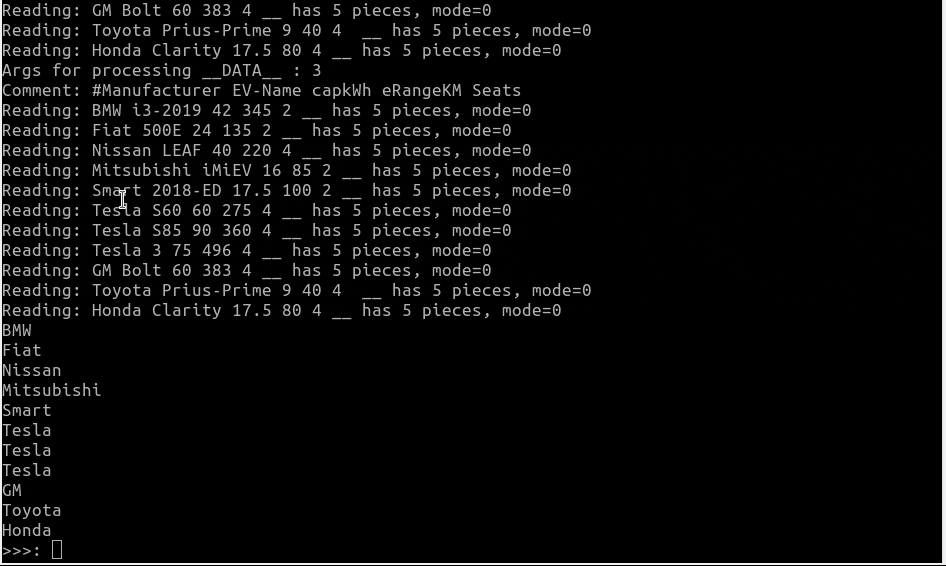 Reading: GM Bolt 60 383 4 __ has 5 pieces, mode=0
Reading: Toyota Prius-Prime 9 40 4  __ has 5 pieces, mode=0
Reading: Honda Clarity 17.5 80 4 __ has 5 pieces, mode=0
Args for processing __DATA__ : 3
Comment: #Manufacturer EV-Name capkWh eRangeKM Seats
Reading: BMW i3-2019 42 345 2 __ has 5 pieces, mode=0
Reading: Fiat 500E 24 135 2 __ has 5 pieces, mode=0
Reading: Nissan LEAF 40 220 4 __ has 5 pieces, mode=0
Reading: Mitsubishi iMiEV 16 85 2 __ has 5 pieces, mode=0
Reading: Smart 2018-ED 17.5 100 2 __ has 5 pieces, mode=0
Reading: Tesla S60 60 275 4 __ has 5 pieces, mode=0
Reading: Tesla S85 90 360 4 __ has 5 pieces, mode=0
Reading: Tesla 3 75 496 4 __ has 5 pieces, mode=0
Reading: GM Bolt 60 383 4 __ has 5 pieces, mode=0
Reading: Toyota Prius-Prime 9 40 4  __ has 5 pieces, mode=0
Reading: Honda Clarity 17.5 80 4 __ has 5 pieces, mode=0
BMW
Fiat
Nissan
Mitsubishi
Smart
Tesla
Tesla
Tesla
GM
Toyota
Honda
>>>: